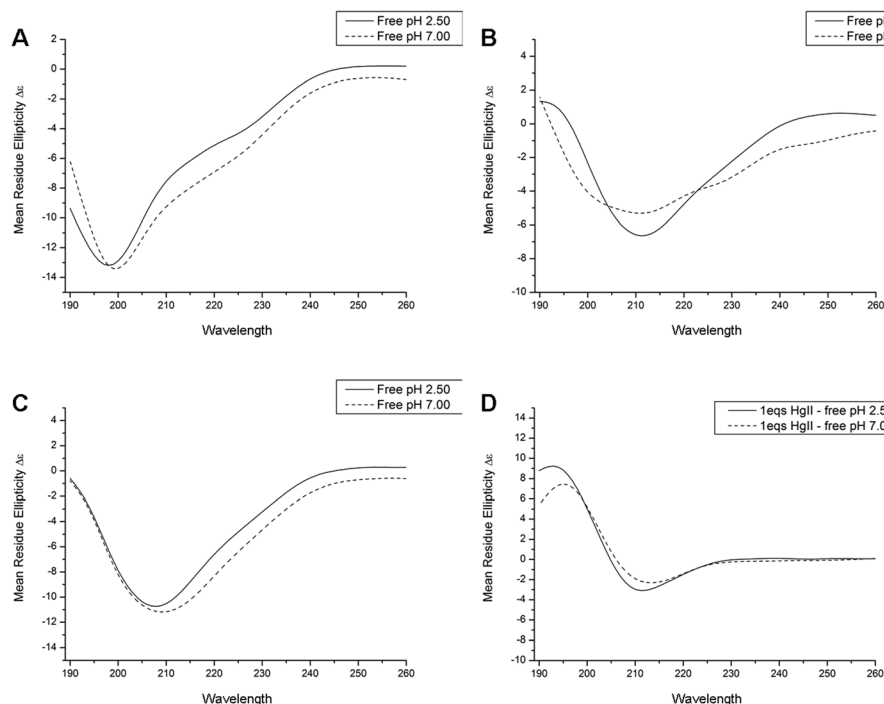 A
Free pH 2.50
Free pH 7.00
Mean Residue Ellipticity Δε
2
0
-2
-4
-6
-8
-10
-12
-14
190 200 210 220 230 240 250 260
Wavelength
B
Free pH
Free pH
Mean Residue Ellipticity Δε
4
2
0
-2
-4
-6
-8
-10
190 200 210 220 230 240 250 260
Wavelength
C
Free pH 2.50
Free pH 7.00
Mean Residue Ellipticity Δε
4
2
0
-2
-4
-6
-8
-10
-12
-14
190 200 210 220 230 240 250 260
Wavelength
D
1eqs HgII - free pH 2.5
1eqs HgII - free pH 7.0
Mean Residue Ellipticity Δε
14
12
10
8
6
4
2
0
-2
-4
-6
-8
-10
190 200 210 220 230 240 250 260
Wavelength